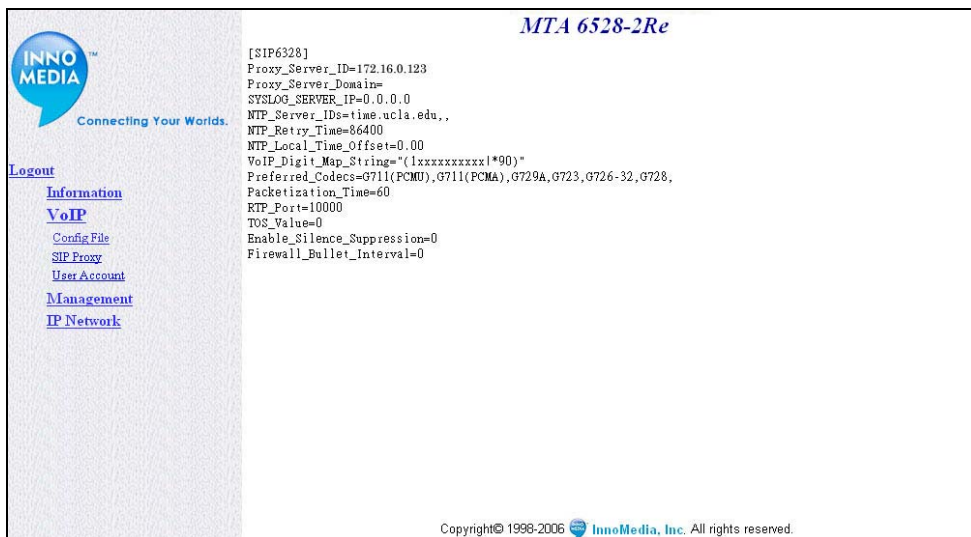 MTA 6528-2Re
INNO
MEDIA
TM
Connecting Your Worlds.
Logout
Information
VoIP
Config File
SIP Proxy
User Account
Management
IP Network
[SIP6328]
Proxy_Server_ID=172.16.0.123
Proxy_Server_Domain=
SYSLOG_SERVER_IP=0.0.0.0
NTP_Server_IDs=time.ucla.edu,,
NTP_Retry_Time=86400
NTP_Local_Time_Offset=0.00
VoIP_Digit_Map_String="(1xxxxxxxxxx|*90)"
Preferred_Codecs=G711(PCMU),G711(PCMA),G729A,G723,G726-32,G728,
Packetization_Time=60
RTP_Port=10000
TOS_Value=0
Enable_Silence_Suppression=0
Firewall_Bullet_Interval=0
Copyright© 1998-2006 InnoMedia, Inc. All rights reserved.